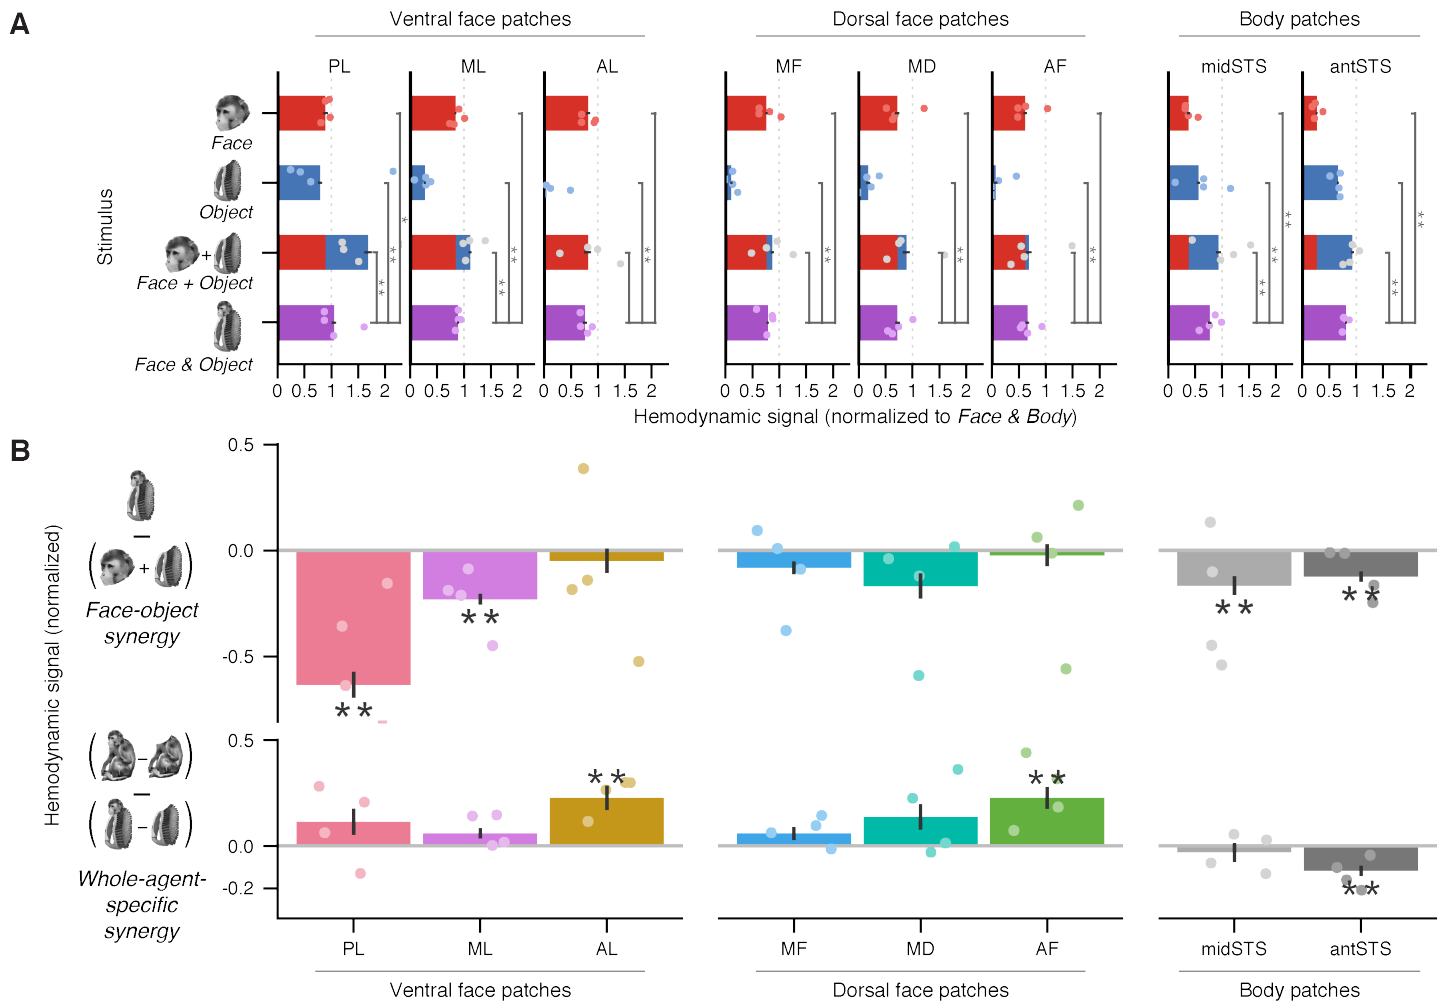 A
Ventral face patches
Dorsal face patches
Body patches
PL
ML
AL
MF
MD
AF
midSTS
antSTS
Stimulus
Face
Object
+
Face + Object
Face & Object
* ** **
** **
** **
**
**
**
**
** ** **
** **
0 0.5 1 1.5 2
0 0.5 1 1.5 2
0 0.5 1 1.5 2
0 0.5 1 1.5 2
0 0.5 1 1.5 2
0 0.5 1 1.5 2
0 0.5 1 1.5 2
0 0.5 1 1.5 2
Hemodynamic signal (normalized to Face & Body)
B
Hemodynamic signal (normalized)
–
( + )
Face-object
synergy
0.5
0.0
-0.5
**
**
**
**
( – )
–
( – )
Whole-agent-
specific
synergy
0.5
0.0
-0.2
**
**
**
PL
ML
AL
MF
MD
AF
midSTS
antSTS
Ventral face patches
Dorsal face patches
Body patches